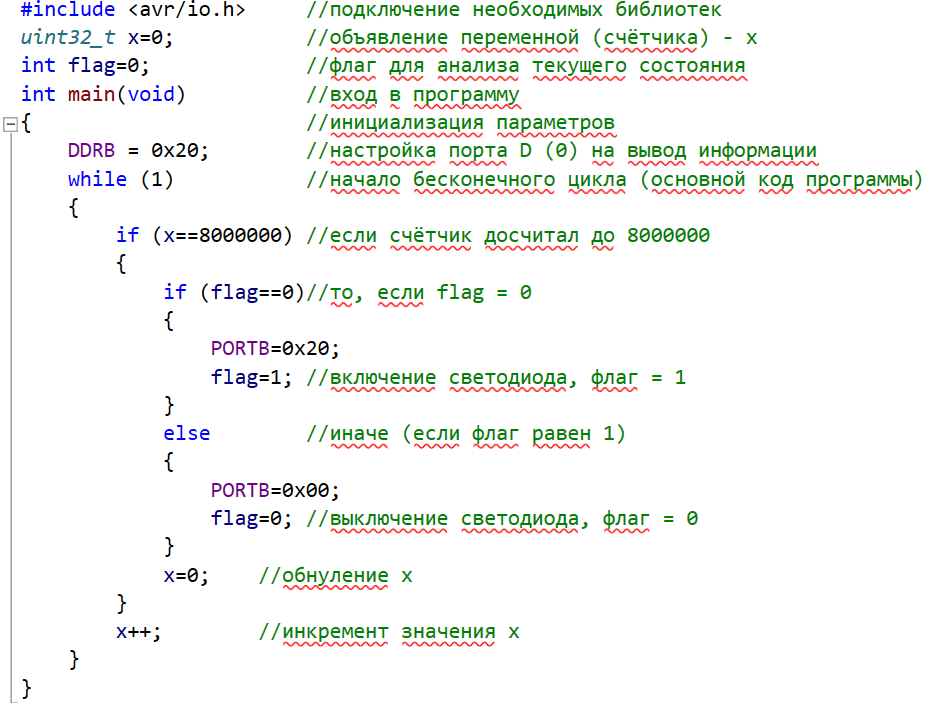 #include <avr/io.h>     //подключение необходимых библиотек
uint32_t x=0;           //объявление переменной (счётчика) - x
int flag=0;             //флаг для анализа текущего состояния
int main(void)          //вход в программу
{                       //инициализация параметров
    DDRB = 0x20;        //настройка порта D (0) на вывод информации
    while (1)           //начало бесконечного цикла (основной код программы)
    {
        if (x==8000000) //если счётчик досчитал до 8000000
        {
            if (flag==0)//то, если flag = 0
            {
                PORTB=0x20;
                flag=1; //включение светодиода, флаг = 1
            }
            else        //иначе (если флаг равен 1)
            {
                PORTB=0x00;
                flag=0; //выключение светодиода, флаг = 0
            }
            x=0;    //обнуление x
        }
        x++;        //инкремент значения x
    }
}